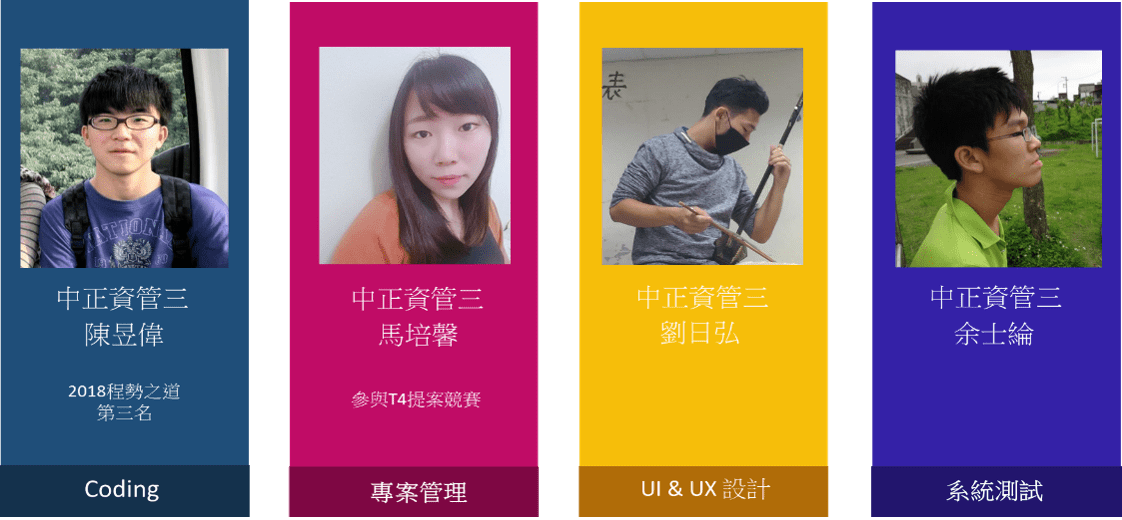 中正資管三
陳昱偉
2018程勢之道
第三名
Coding
中正資管三
馬培馨
參與T4提案競賽
專案管理
表
中正資管三
劉日弘
UI & UX 設計
中正資管三
余士綸
系統測試